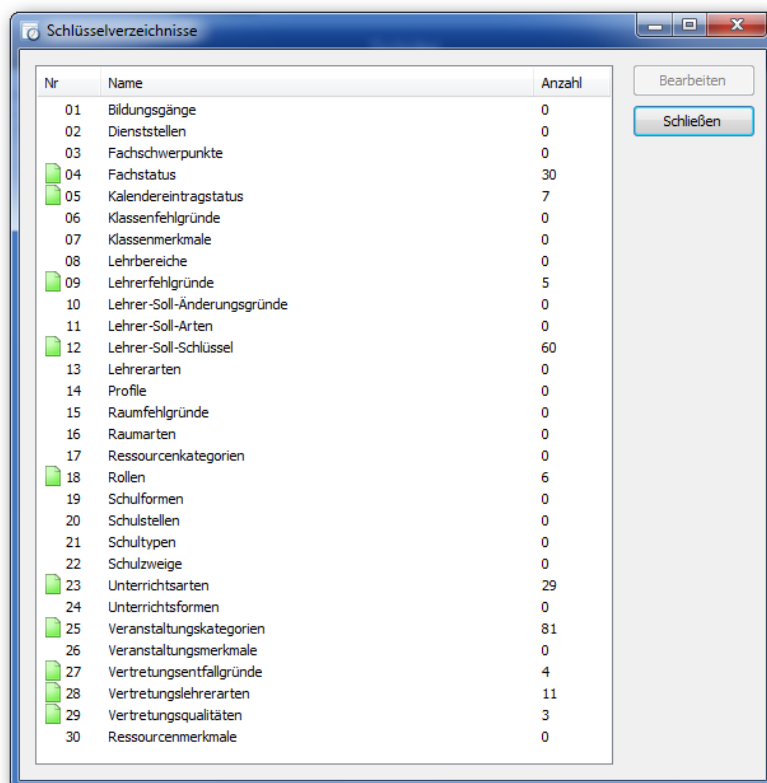 Schlüsselverzeichnisse
Nr Name Anzahl
01 Bildungsgänge 0
02 Dienststellen 0
03 Fachschwerpunkte 0
04 Fachstatus 30
05 Kalendereintragstatus 7
06 Klassenfehlgründe 0
07 Klassenmerkmale 0
08 Lehrbereiche 0
09 Lehrerfehlgründe 5
10 Lehrer-Soll-Änderungsgründe 0
11 Lehrer-Soll-Arten 0
12 Lehrer-Soll-Schlüssel 60
13 Lehrerarten 0
14 Profile 0
15 Raumfehlgründe 0
16 Raumarten 0
17 Ressourcenkategorien 0
18 Rollen 6
19 Schulformen 0
20 Schulstellen 0
21 Schultypen 0
22 Schulzweige 0
23 Unterrichtsarten 29
24 Unterrichtsformen 0
25 Veranstaltungskategorien 81
26 Veranstaltungsmerkmale 0
27 Vertretungsentfallgründe 4
28 Vertretungslehrerarten 11
29 Vertretungsqualitäten 3
30 Ressourcenmerkmale 0
Bearbeiten
Schließen